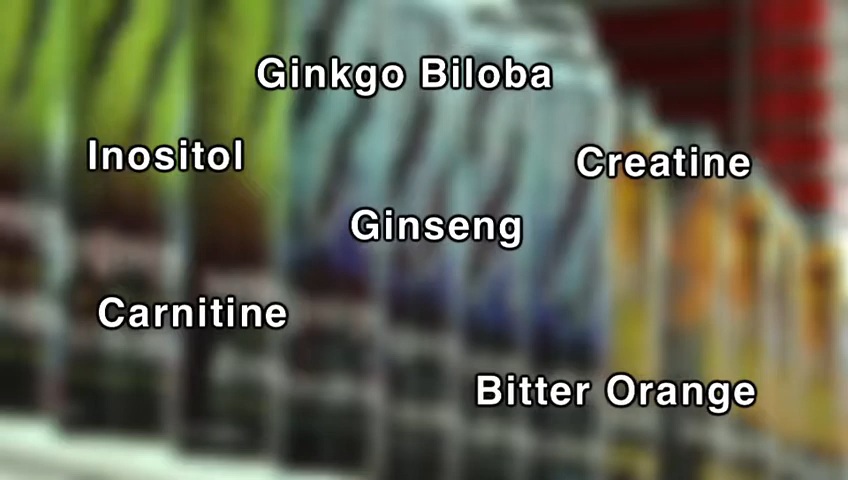 Ginkgo Biloba
Inositol
Creatine
Ginseng
Carnitine
Bitter Orange